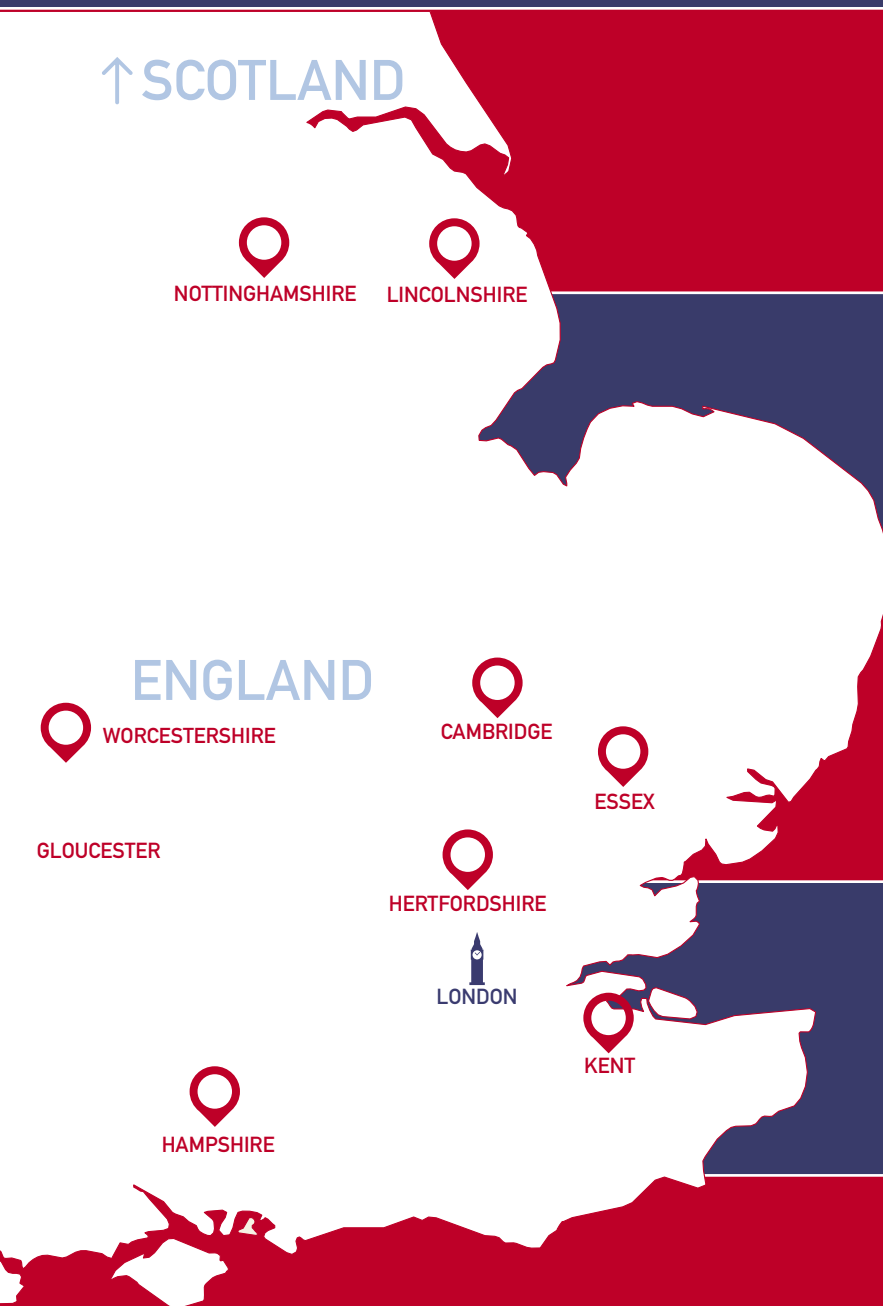 ↑ SCOTLAND
NOTTINGHAMSHIRE
LINCOLNSHIRE
ENGLAND
WORCESTERSHIRE
CAMBRIDGE
ESSEX
GLOUCESTER
HERTFORDSHIRE
LONDON
KENT
HAMPSHIRE